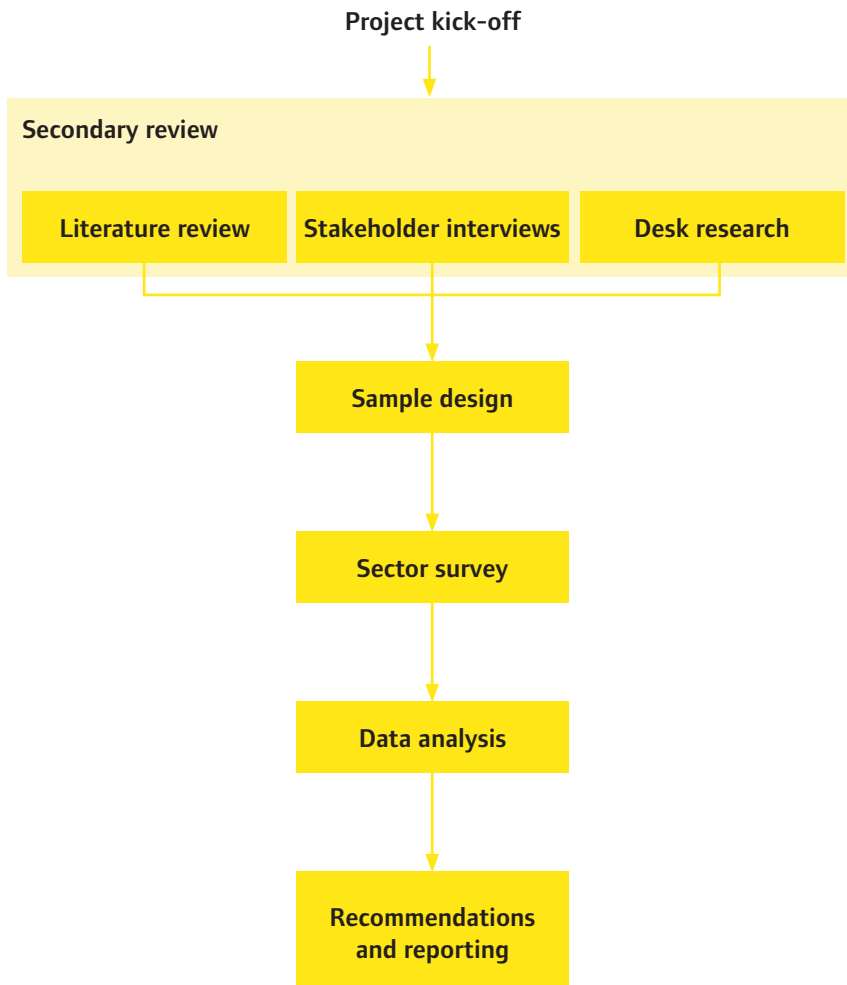 Project kick-off
Secondary review
Literature review
Stakeholder interviews
Desk research
Sample design
Sector survey
Data analysis
Recommendations
and reporting